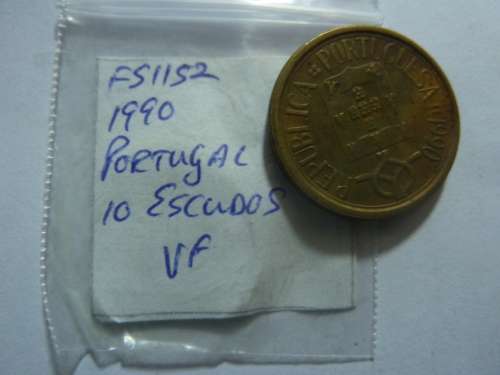 FS1152
1990
PORTUGAL
10 ESCUDOS
VF
REPUBLICA PORTUGUESA 1990